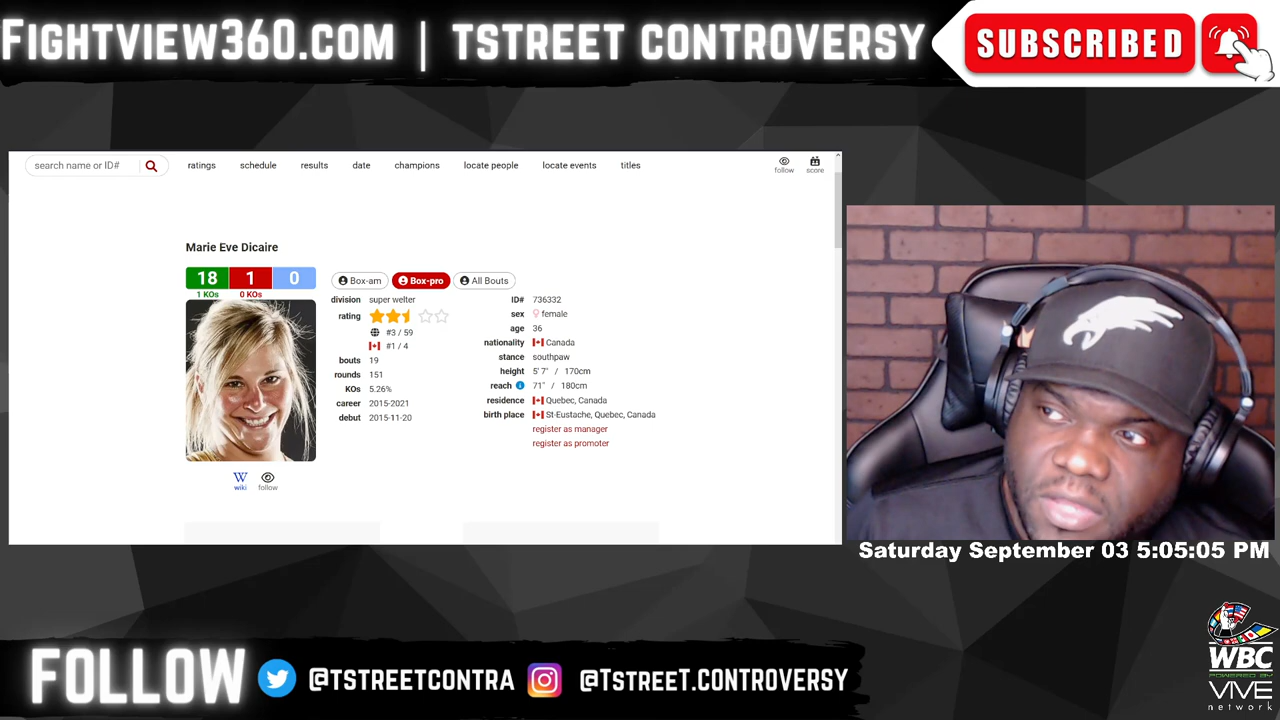 FIGHTVIEW360.COM | TSTREET CONTROVERSY
SUBSCRIBED
search name or ID#
ratings schedule results date champions locate people locate events titles
follow score
Marie Eve Dicaire
18 1 0
1 KOs 0 KOs
Box-am Box-pro All Bouts
division super welter
rating
#3 / 59
#1 / 4
bouts 19
rounds 151
KOs 5.26%
career 2015-2021
debut 2015-11-20
ID# 736332
sex female
age 36
nationality Canada
stance southpaw
height 5' 7" / 170cm
reach 71" / 180cm
residence Quebec, Canada
birth place St-Eustache, Quebec, Canada
register as manager
register as promoter
W
wiki follow
Saturday September 03 5:05:05 PM
FOLLOW @TSTREETCONTRA @TSTREET.CONTROVERSY
WBC
POWERED BY
VIVE
network